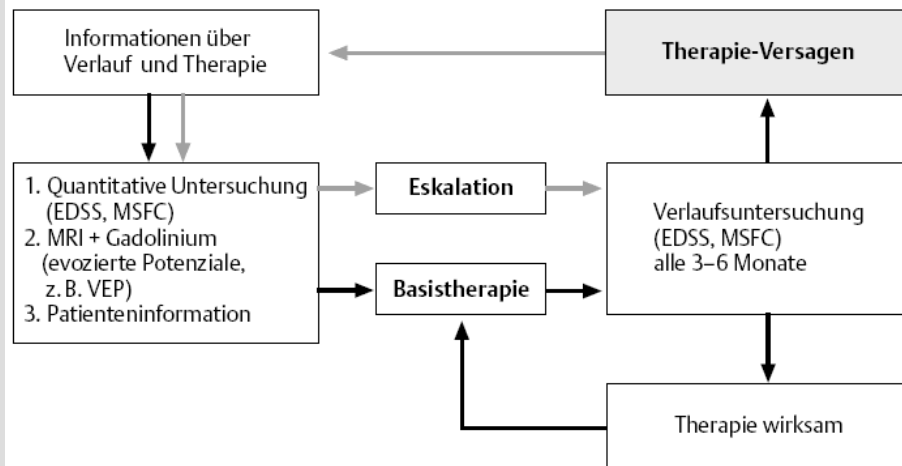 Informationen über
Verlauf und Therapie
Therapie-Versagen
1. Quantitative Untersuchung
(EDSS, MSFC)
2. MRI + Gadolinium
(evozierte Potenziale,
z. B. VEP)
3. Patienteninformation
Eskalation
Basistherapie
Verlaufsuntersuchung
(EDSS, MSFC)
alle 3–6 Monate
Therapie wirksam